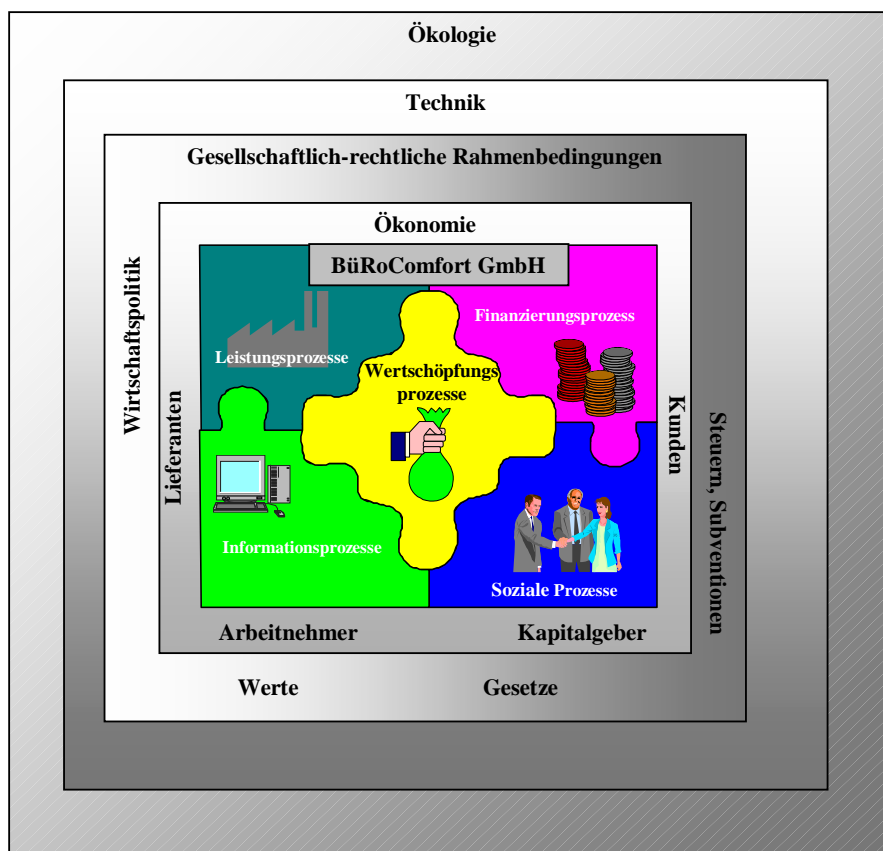 Ökologie
Technik
Gesellschaftlich-rechtliche Rahmenbedingungen
Ökonomie
BüRoComfort GmbH
Wirtschaftspolitik
Lieferanten
Leistungsprozesse
Finanzierungsprozess
Wertschöpfungs
prozesse
Kunden
Steuern, Subventionen
Informationsprozesse
Soziale Prozesse
Arbeitnehmer
Kapitalgeber
Werte
Gesetze